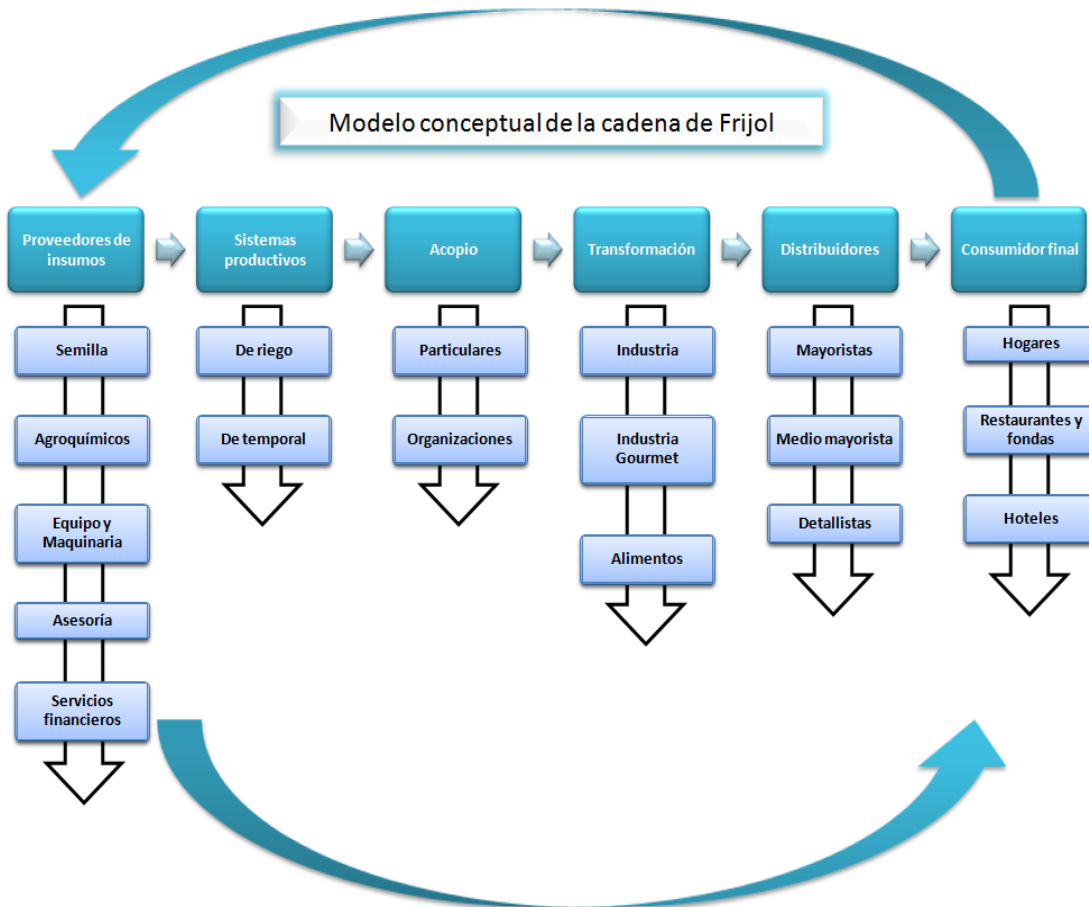 Modelo conceptual de la cadena de Frijol
Proveedores de
insumos
Sistemas
productivos
Acopio
Transformación
Distribuidores
Consumidor final
Semilla
Agroquímicos
Equipo y
Maquinaria
Asesoría
Servicios
financieros
De riego
De temporal
Particulares
Organizaciones
Industria
Industria
Gourmet
Alimentos
Mayoristas
Medio mayorista
Detallistas
Hogares
Restaurantes y
fondas
Hoteles